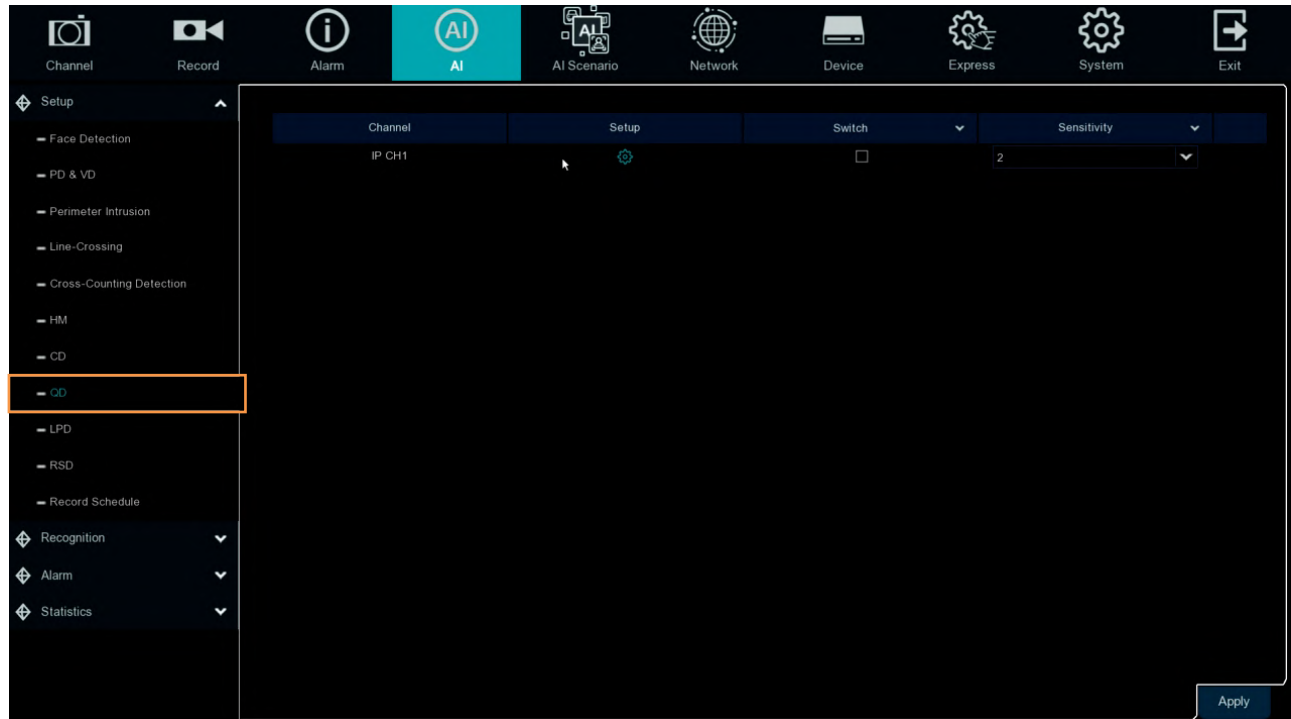 Channel Record Alarm AI AI Scenario Network Device Express System Exit
Setup
Face Detection
PD & VD
Perimeter Intrusion
Line-Crossing
Cross-Counting Detection
HM
CD
QD
LPD
RSD
Record Schedule
Recognition
Alarm
Statistics
Channel Setup Switch Sensitivity
IP CH1 2
Apply